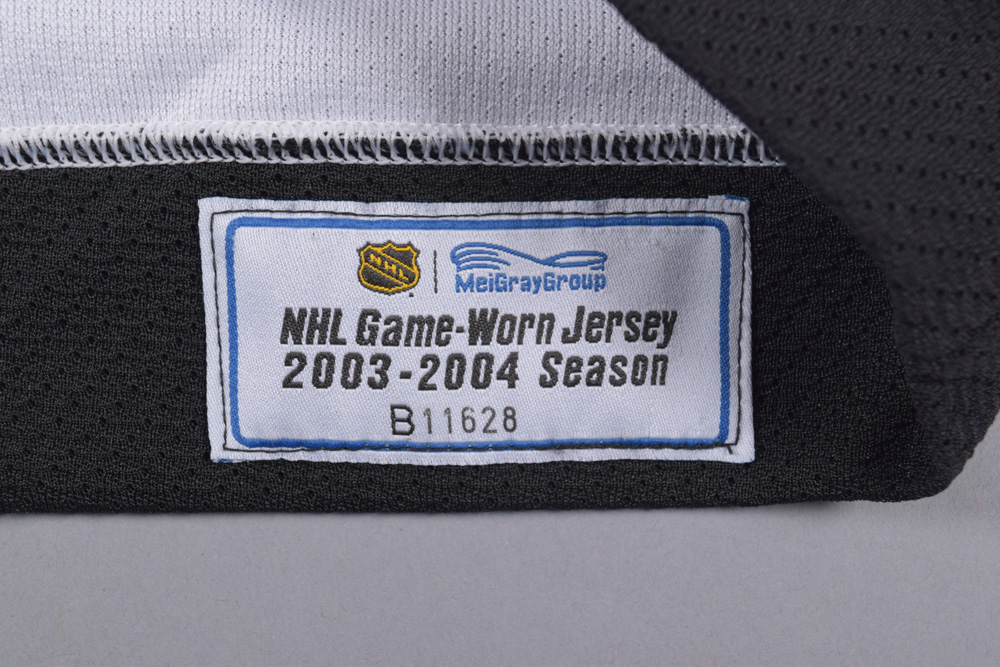 NHL
MeiGrayGroup
NHL Game-Worn Jersey
2003-2004 Season
B11628